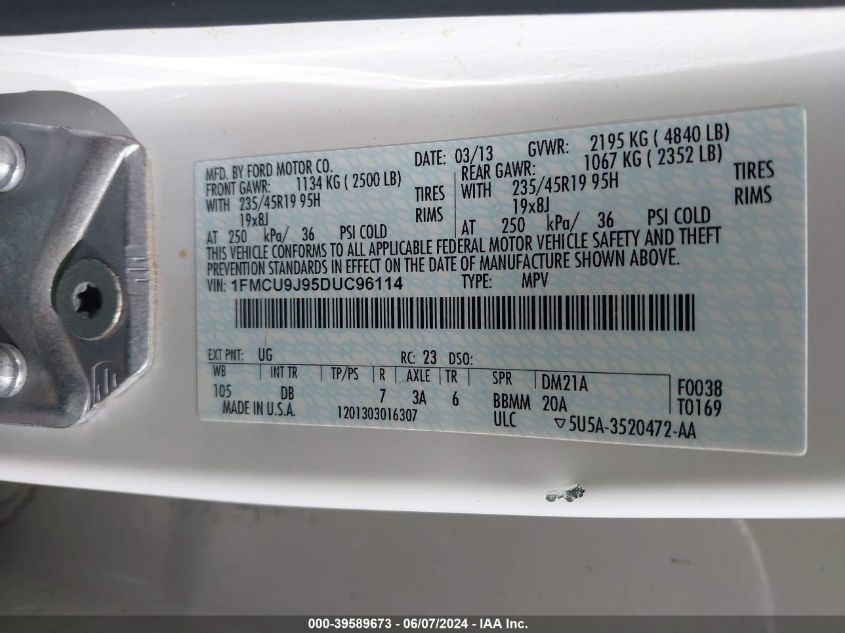 MFD. BY FORD MOTOR CO. DATE: 03/13 GVWR: 2195 KG ( 4840 LB)
FRONT GAWR: 1134 KG ( 2500 LB) REAR GAWR: 1067 KG ( 2352 LB)
WITH 235/45R19 95H TIRES WITH 235/45R19 95H TIRES
19x8J RIMS 19x8J RIMS
AT 250 kPa/ 36 PSI COLD AT 250 kPa/ 36 PSI COLD
THIS VEHICLE CONFORMS TO ALL APPLICABLE FEDERAL MOTOR VEHICLE SAFETY AND THEFT
PREVENTION STANDARDS IN EFFECT ON THE DATE OF MANUFACTURE SHOWN ABOVE.
VIN: 1FMCU9J95DUC96114 TYPE: MPV
EXT PNT: UG RC: 23 DSO:
WB INT TR TP/PS R AXLE TR SPR DM21A F0038
105 DB 7 3A 6 BBMM 20A T0169
MADE IN U.S.A. 1201303016307 ULC ▽5U5A-3520472-AA
000-39589673 - 06/07/2024 - IAA Inc.